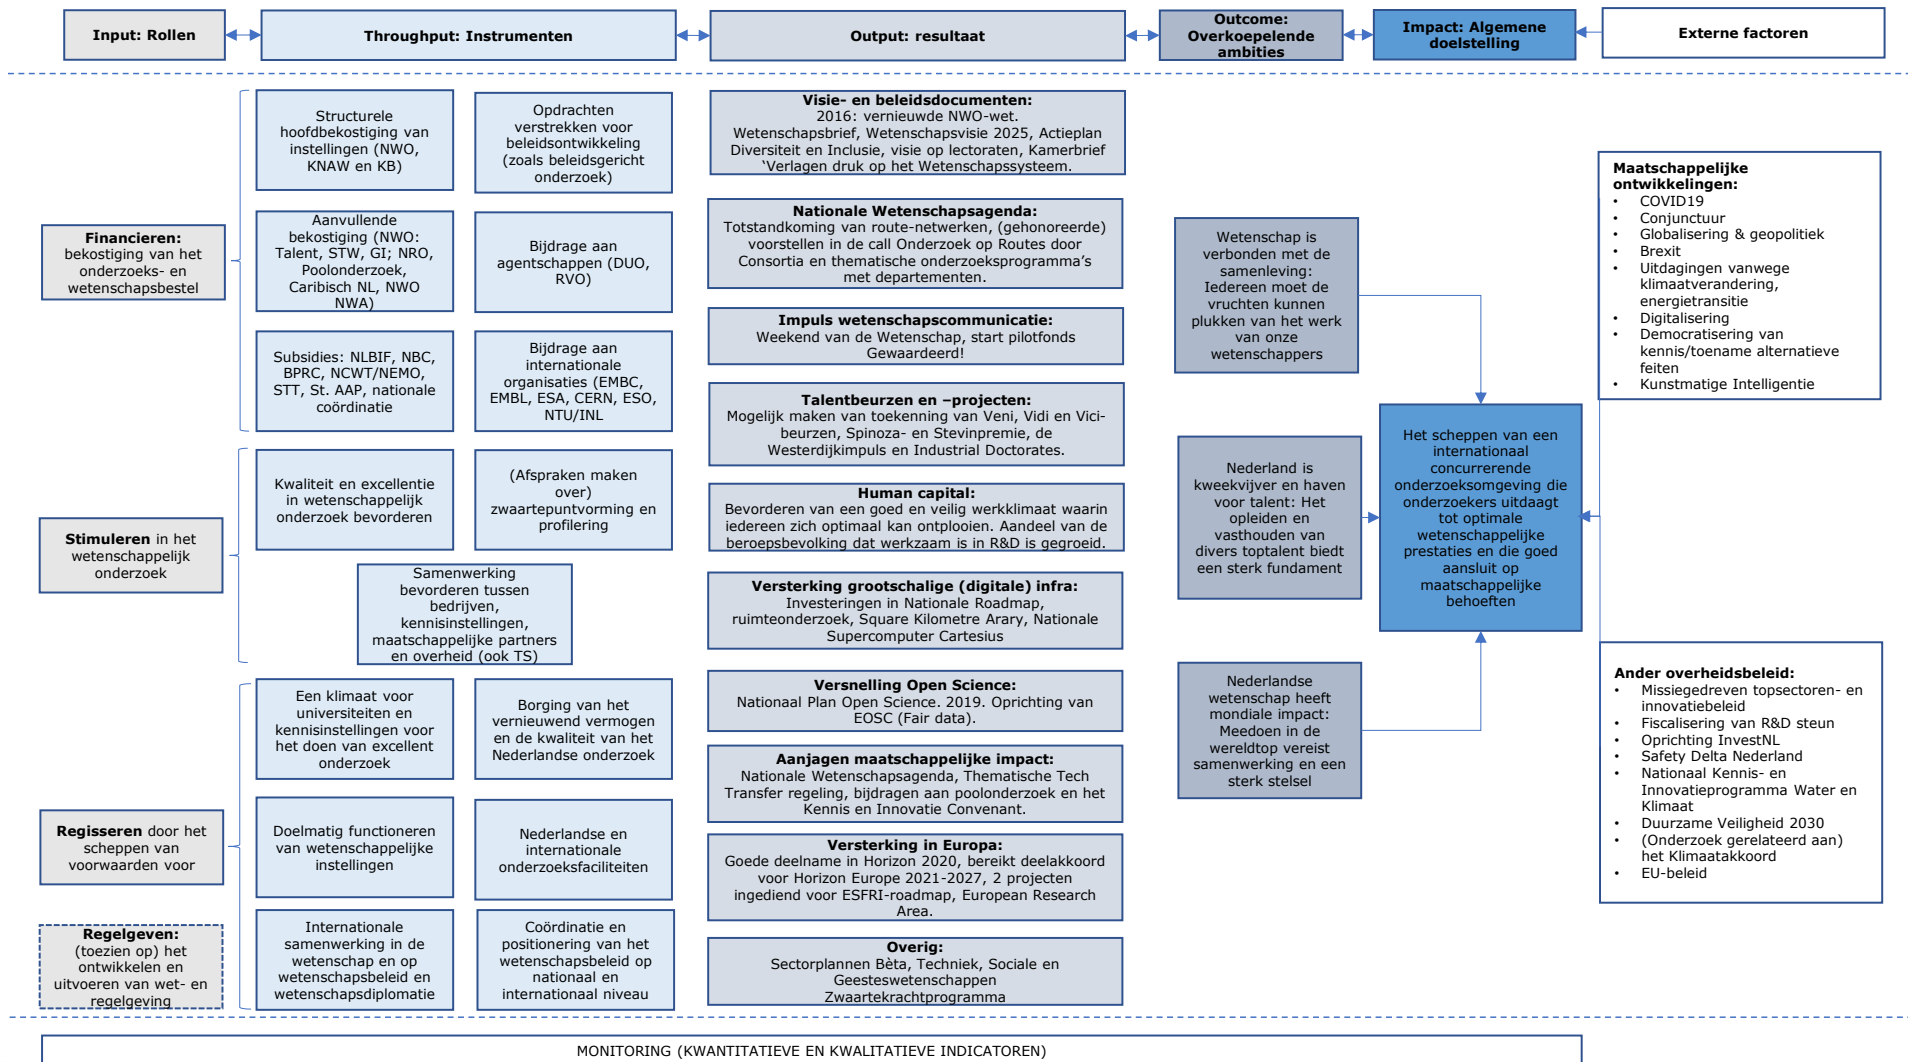 Input: Rollen
Throughput: Instrumenten
Output: resultaat
Outcome:
Overkoepelende
ambities
Impact: Algemene
doelstelling
Externe factoren
Financieren:
bekostiging van het
onderzoeks- en
wetenschapsbestel
Stimuleren in het
wetenschappelijk
onderzoek
Regisseren door het
scheppen van
voorwaarden voor
Regelgeven:
(toezien op) het
ontwikkelen en
uitvoeren van wet- en
regelgeving
Structurele
hoofdbekostiging van
instellingen (NWO,
KNAW en KB)
Opdrachten
verstrekken voor
beleidsontwikkeling
(zoals beleidsgericht
onderzoek)
Aanvullende
bekostiging (NWO:
Talent, STW, GI; NRO,
Poolonderzoek,
Caribisch NL, NWO
NWA)
Bijdrage aan
agentschappen (DUO,
RVO)
Subsidies: NLBIF, NBC,
BPRC, NCWT/NEMO,
STT, St. AAP, nationale
coördinatie
Bijdrage aan
internationale
organisaties (EMBC,
EMBL, ESA, CERN, ESO,
NTU/INL
Kwaliteit en excellentie
in wetenschappelijk
onderzoek bevorderen
(Afspraken maken
over)
zwaartepuntvorming en
profilering
Samenwerking
bevorderen tussen
bedrijven,
kennisinstellingen,
maatschappelijke partners
en overheid (ook TS)
Een klimaat voor
universiteiten en
kennisinstellingen voor
het doen van excellent
onderzoek
Borging van het
vernieuwend vermogen
en de kwaliteit van het
Nederlandse onderzoek
Doelmatig functioneren
van wetenschappelijke
instellingen
Nederlandse en
internationale
onderzoeksfaciliteiten
Internationale
samenwerking in de
wetenschap en op
wetenschapsbeleid en
wetenschapsdiplomatie
Coördinatie en
positionering van het
wetenschapsbeleid op
nationaal en
internationaal niveau
Visie- en beleidsdocumenten:
2016: vernieuwde NWO-wet.
Wetenschapsbrief, Wetenschapsvisie 2025, Actieplan
Diversiteit en Inclusie, visie op lectoraten, Kamerbrief
‘Verlagen druk op het Wetenschapssysteem.
Nationale Wetenschapsagenda:
Totstandkoming van route-netwerken, (gehonoreerde)
voorstellen in de call Onderzoek op Routes door
Consortia en thematische onderzoeksprogramma’s
met departementen.
Impuls wetenschapscommunicatie:
Weekend van de Wetenschap, start pilotfonds
Gewaardeerd!
Talentbeurzen en –projecten:
Mogelijk maken van toekenning van Veni, Vidi en Vici-
beurzen, Spinoza- en Stevinpremie, de
Westerdijkimpuls en Industrial Doctorates.
Human capital:
Bevorderen van een goed en veilig werkklimaat waarin
iedereen zich optimaal kan ontplooien. Aandeel van de
beroepsbevolking dat werkzaam is in R&D is gegroeid.
Versterking grootschalige (digitale) infra:
Investeringen in Nationale Roadmap,
ruimteonderzoek, Square Kilometre Arary, Nationale
Supercomputer Cartesius
Versnelling Open Science:
Nationaal Plan Open Science. 2019. Oprichting van
EOSC (Fair data).
Aanjagen maatschappelijke impact:
Nationale Wetenschapsagenda, Thematische Tech
Transfer regeling, bijdragen aan poolonderzoek en het
Kennis en Innovatie Convenant.
Versterking in Europa:
Goede deelname in Horizon 2020, bereikt deelakkoord
voor Horizon Europe 2021-2027, 2 projecten
ingediend voor ESFRI-roadmap, European Research
Area.
Overig:
Sectorplannen Bèta, Techniek, Sociale en
Geesteswetenschappen
Zwaartekrachtprogramma
Wetenschap is
verbonden met de
samenleving:
Iedereen moet de
vruchten kunnen
plukken van het werk
van onze
wetenschappers
Nederland is
kweekvijver en haven
voor talent: Het
opleiden en
vasthouden van
divers toptalent biedt
een sterk fundament
Nederlandse
wetenschap heeft
mondiale impact:
Meedoen in de
wereldtop vereist
samenwerking en een
sterk stelsel
Het scheppen van een
internationaal
concurrerende
onderzoeksomgeving die
onderzoekers uitdaagt
tot optimale
wetenschappelijke
prestaties en die goed
aansluit op
maatschappelijke
behoeften
Maatschappelijke
ontwikkelingen:
• COVID19
• Conjunctuur
• Globalisering & geopolitiek
• Brexit
• Uitdagingen vanwege
klimaatverandering,
energietransitie
• Digitalisering
• Democratisering van
kennis/toename alternatieve
feiten
• Kunstmatige Intelligentie
Ander overheidsbeleid:
• Missiegedreven topsectoren- en
innovatiebeleid
• Fiscalisering van R&D steun
• Oprichting InvestNL
• Safety Delta Nederland
• Nationaal Kennis- en
Innovatieprogramma Water en
Klimaat
• Duurzame Veiligheid 2030
• (Onderzoek gerelateerd aan)
het Klimaatakkoord
• EU-beleid
MONITORING (KWANTITATIEVE EN KWALITATIEVE INDICATOREN)